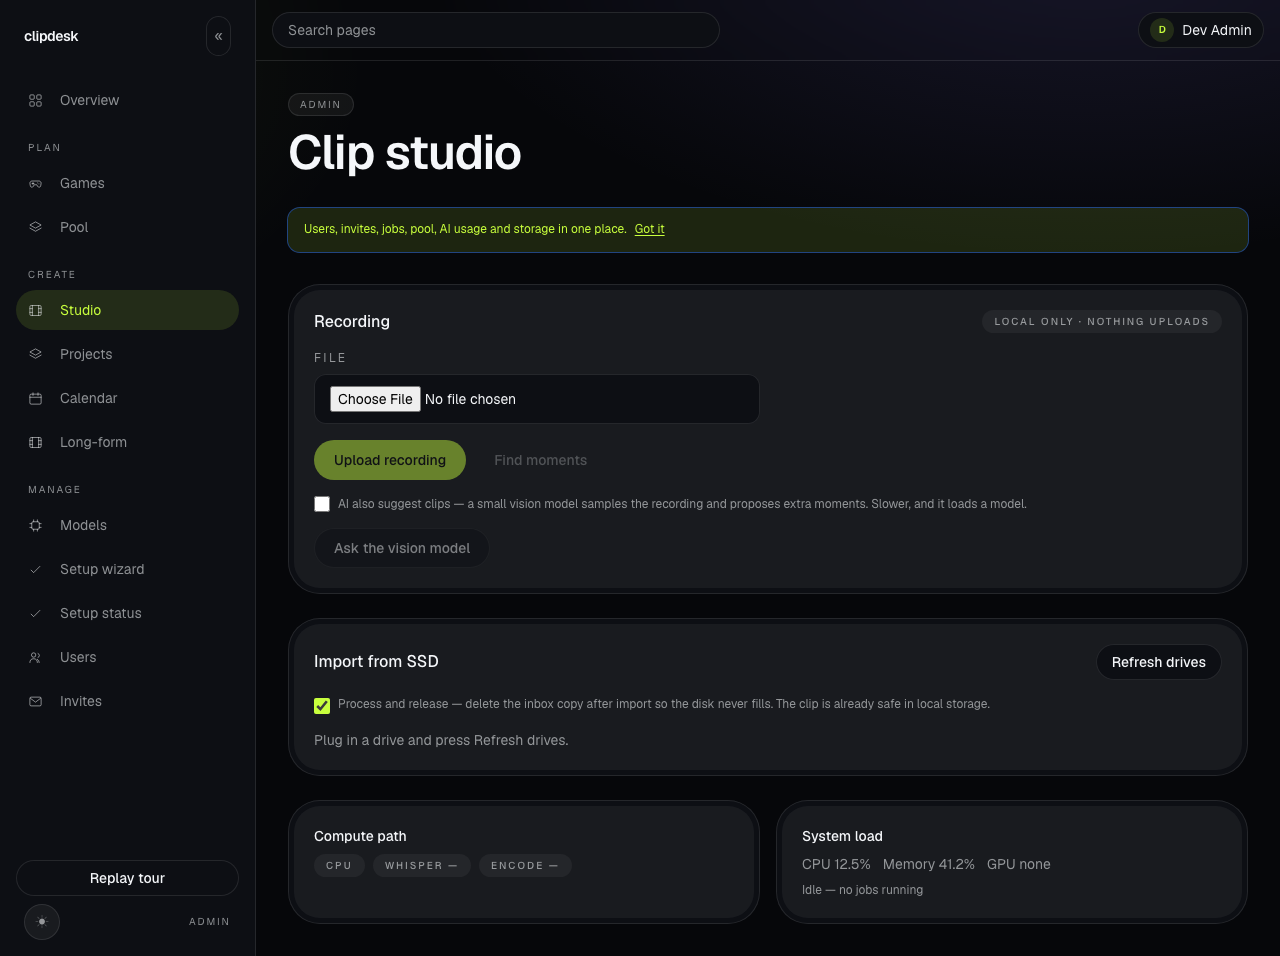 clipdesk
«
Search pages
D
Dev Admin
Overview
PLAN
Games
Pool
CREATE
Studio
Projects
Calendar
Long-form
MANAGE
Models
Setup wizard
Setup status
Users
Invites
Replay tour
ADMIN
ADMIN
Clip studio
Users, invites, jobs, pool, AI usage and storage in one place. Got it
Recording
LOCAL ONLY · NOTHING UPLOADS
FILE
Choose File No file chosen
Upload recording
Find moments
AI also suggest clips — a small vision model samples the recording and proposes extra moments. Slower, and it loads a model.
Ask the vision model
Import from SSD
Refresh drives
Process and release — delete the inbox copy after import so the disk never fills. The clip is already safe in local storage.
Plug in a drive and press Refresh drives.
Compute path
CPU
WHISPER —
ENCODE —
System load
CPU 12.5% Memory 41.2% GPU none
Idle — no jobs running